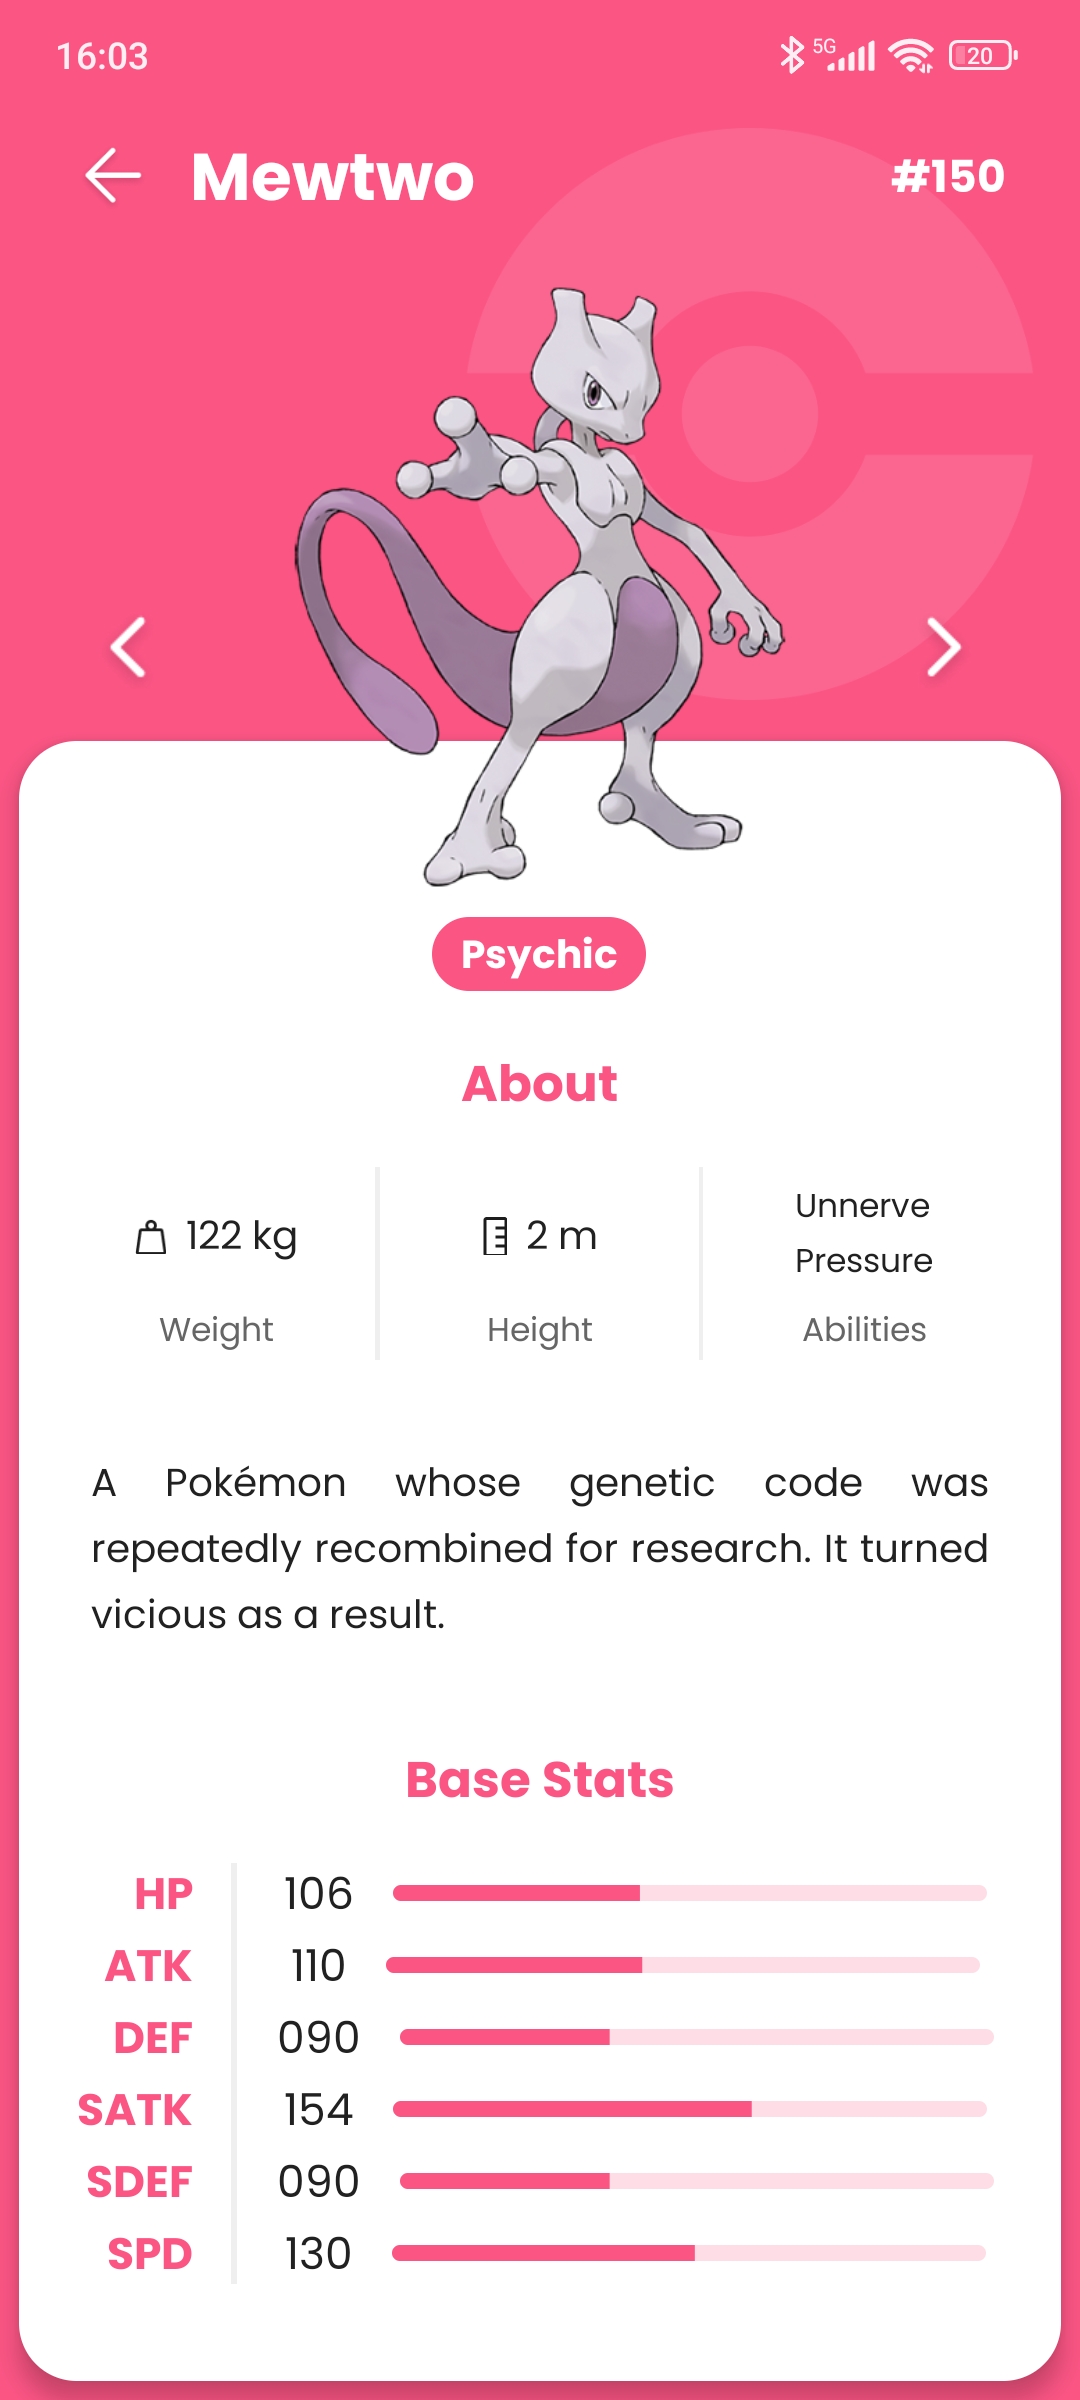 16:03 5G 20
Mewtwo #150
Psychic
About
122 kg 2 m Unnerve
Pressure
Weight Height Abilities
A Pokémon whose genetic code was
repeatedly recombined for research. It turned
vicious as a result.
Base Stats
HP 106
ATK 110
DEF 090
SATK 154
SDEF 090
SPD 130